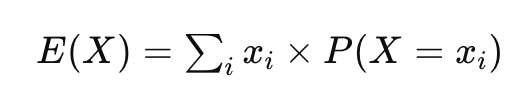 E(X) = ∑ᵢ xᵢ × P(X = xᵢ)